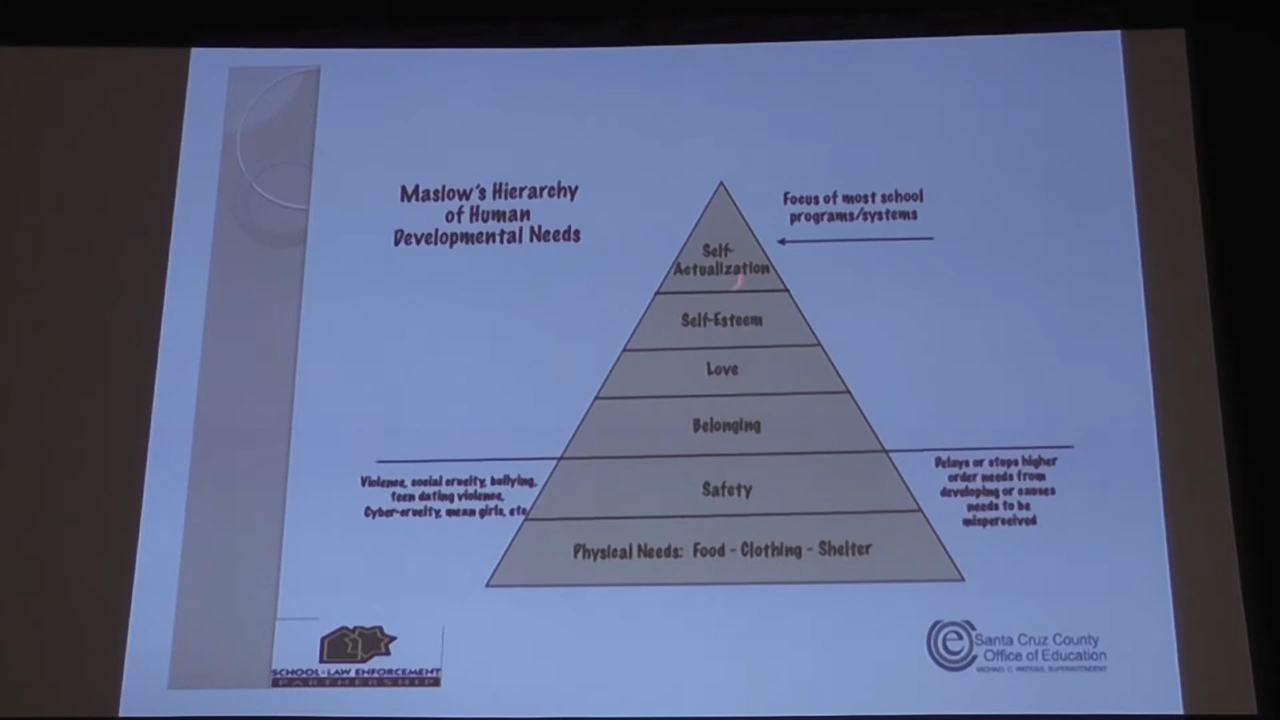 Maslow's Hierarchy
of Human
Developmental Needs
Focus of most school
programs/systems
Self-
Actualization
Self-Esteem
Love
Belonging
Safety
Physical Needs: Food - Clothing - Shelter
Violence, social cruelty, bullying,
teen dating violence,
Cyber-cruelty, mean girls, etc
Delays or stops higher
order needs from
developing or causes
needs to be
misperceived
SCHOOL-LAW ENFORCEMENT
PARTNERSHIP
Santa Cruz County
Office of Education
MICHAEL C. WATKINS, SUPERINTENDENT